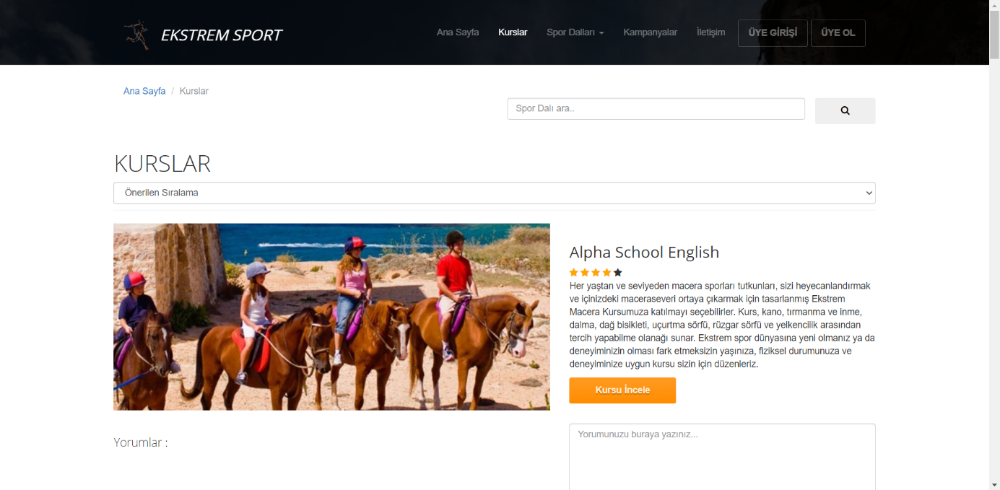 EKSTREM SPORT
Ana Sayfa Kurslar Spor Dalları Kampanyalar İletişim ÜYE GİRİŞİ ÜYE OL
Ana Sayfa / Kurslar
Spor Dalı ara..
KURSLAR
Önerilen Sıralama
Alpha School English
Her yaştan ve seviyeden macera sporları tutkunları, sizi heyecanlandırmak
ve içinizdeki maceraseveri ortaya çıkarmak için tasarlanmış Ekstrem
Macera Kursumuza katılmayı seçebilirler. Kurs, kano, tırmanma ve inme,
dalma, dağ bisikleti, uçurtma sörfü, rüzgar sörfü ve yelkencilik arasından
tercih yapabilme olanağı sunar. Ekstrem spor dünyasına yeni olmanız ya da
deneyiminizin olması fark etmeksizin yaşınıza, fiziksel durumunuza ve
deneyiminize uygun kursu sizin için düzenleriz.
Kursu İncele
Yorumlar :
Yorumunuzu buraya yazınız...